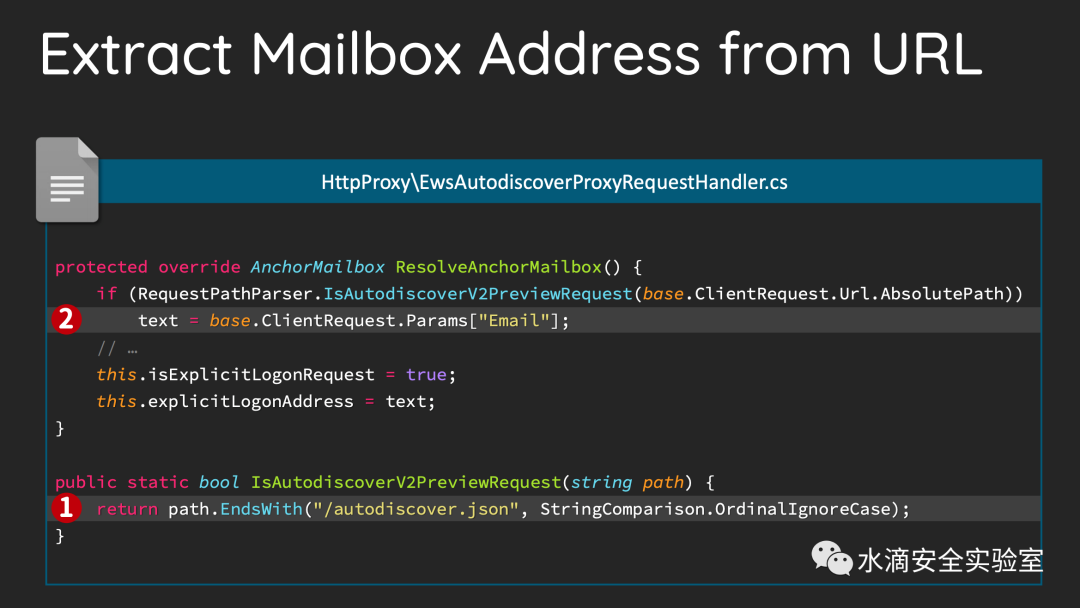 Extract Mailbox Address from URL
HttpProxy\EwsAutodiscoverProxyRequestHandler.cs
protected override AnchorMailbox ResolveAnchorMailbox() {
if (RequestPathParser.IsAutodiscoverV2PreviewRequest(base.ClientRequest.Url.AbsolutePath))
2 text = base.ClientRequest.Params["Email"];
// …
this.isExplicitLogonRequest = true;
this.explicitLogonAddress = text;
}
public static bool IsAutodiscoverV2PreviewRequest(string path) {
1 return path.EndsWith("/autodiscover.json", StringComparison.OrdinalIgnoreCase);
}
水滴安全实验室